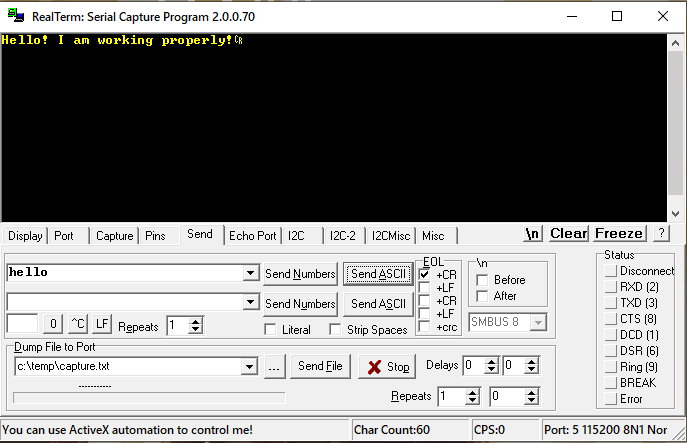 RealTerm: Serial Capture Program 2.0.0.70
Hello! I am working properly!CR
Display Port Capture Pins Send Echo Port I2C I2C-2 I2CMisc Misc \n Clear Freeze ?
EOL \n Status
hello Send Numbers Send ASCII +CR Before Disconnect
+LF After RXD (2)
Send Numbers Send ASCII +CR TXD (3)
+LF SMBUS 8 CTS (8)
0 ^C LF Repeats 1 Literal Strip Spaces +crc DCD (1)
Dump File to Port DSR (6)
c:\temp\capture.txt ... Send File Stop Delays 0 0 Ring (9)
BREAK
Repeats 1 0 Error
You can use ActiveX automation to control me! Char Count:60 CPS:0 Port: 5 115200 8N1 Nor